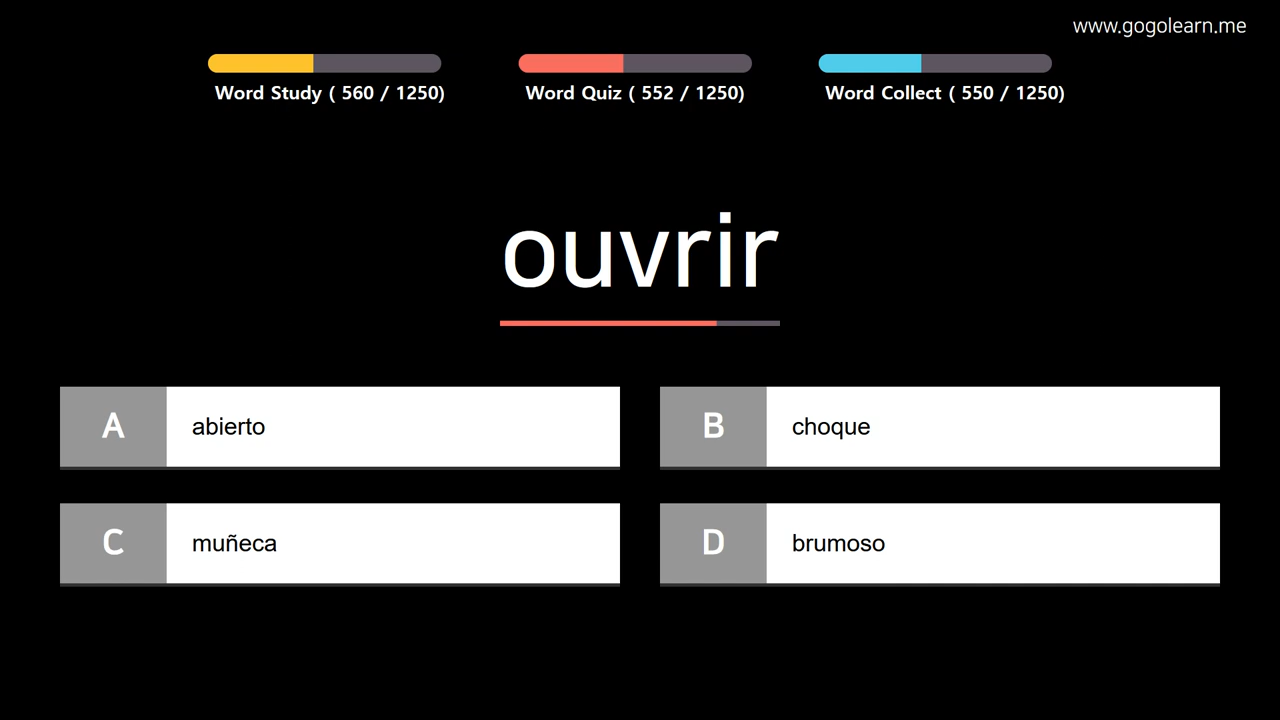 www.gogolearn.me
Word Study ( 560 / 1250)
Word Quiz ( 552 / 1250)
Word Collect ( 550 / 1250)
ouvrir
A abierto
B choque
C muñeca
D brumoso